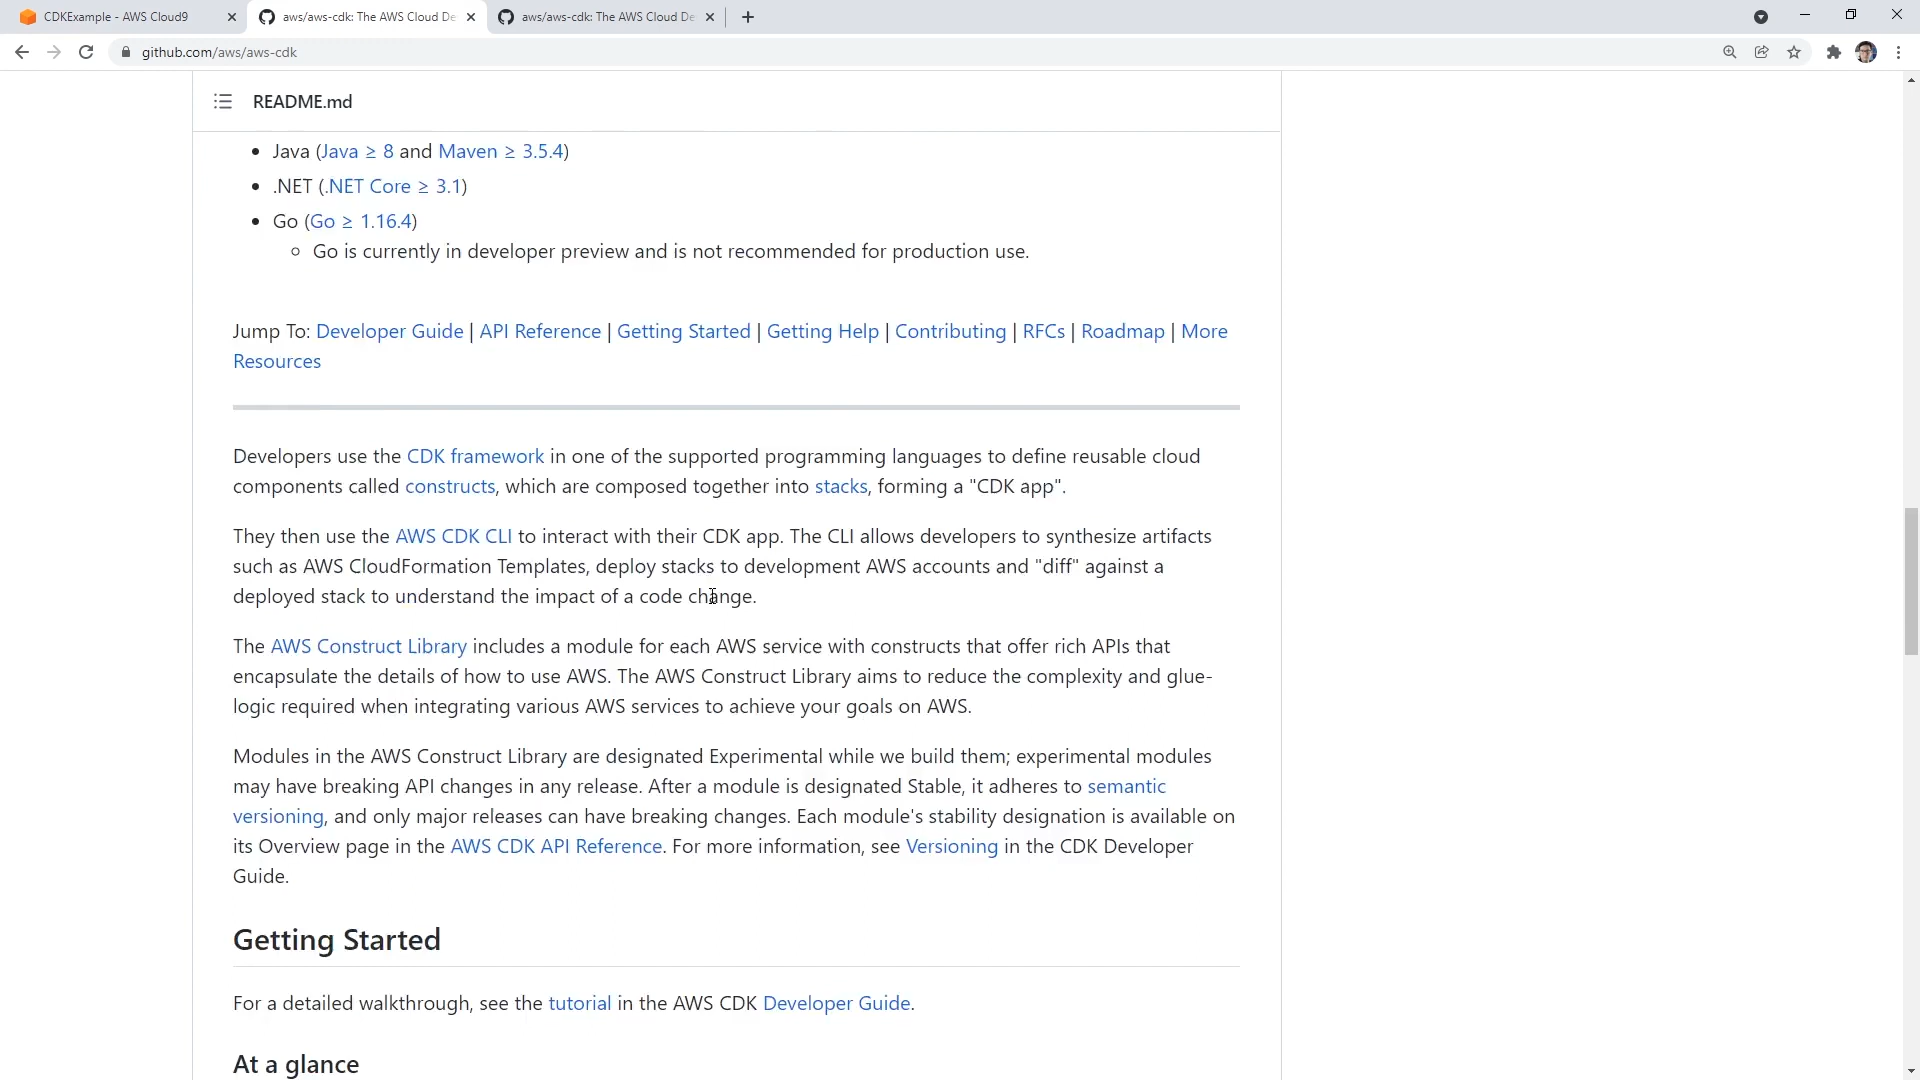 CDKExample - AWS Cloud9
aws/aws-cdk: The AWS Cloud De
aws/aws-cdk: The AWS Cloud De
github.com/aws/aws-cdk
README.md
Java (Java ≥ 8 and Maven ≥ 3.5.4)
.NET (.NET Core ≥ 3.1)
Go (Go ≥ 1.16.4)
Go is currently in developer preview and is not recommended for production use.
Jump To: Developer Guide | API Reference | Getting Started | Getting Help | Contributing | RFCs | Roadmap | More
Resources
Developers use the CDK framework in one of the supported programming languages to define reusable cloud
components called constructs, which are composed together into stacks, forming a "CDK app".
They then use the AWS CDK CLI to interact with their CDK app. The CLI allows developers to synthesize artifacts
such as AWS CloudFormation Templates, deploy stacks to development AWS accounts and "diff" against a
deployed stack to understand the impact of a code change.
The AWS Construct Library includes a module for each AWS service with constructs that offer rich APIs that
encapsulate the details of how to use AWS. The AWS Construct Library aims to reduce the complexity and glue-
logic required when integrating various AWS services to achieve your goals on AWS.
Modules in the AWS Construct Library are designated Experimental while we build them; experimental modules
may have breaking API changes in any release. After a module is designated Stable, it adheres to semantic
versioning, and only major releases can have breaking changes. Each module's stability designation is available on
its Overview page in the AWS CDK API Reference. For more information, see Versioning in the CDK Developer
Guide.
Getting Started
For a detailed walkthrough, see the tutorial in the AWS CDK Developer Guide.
At a glance